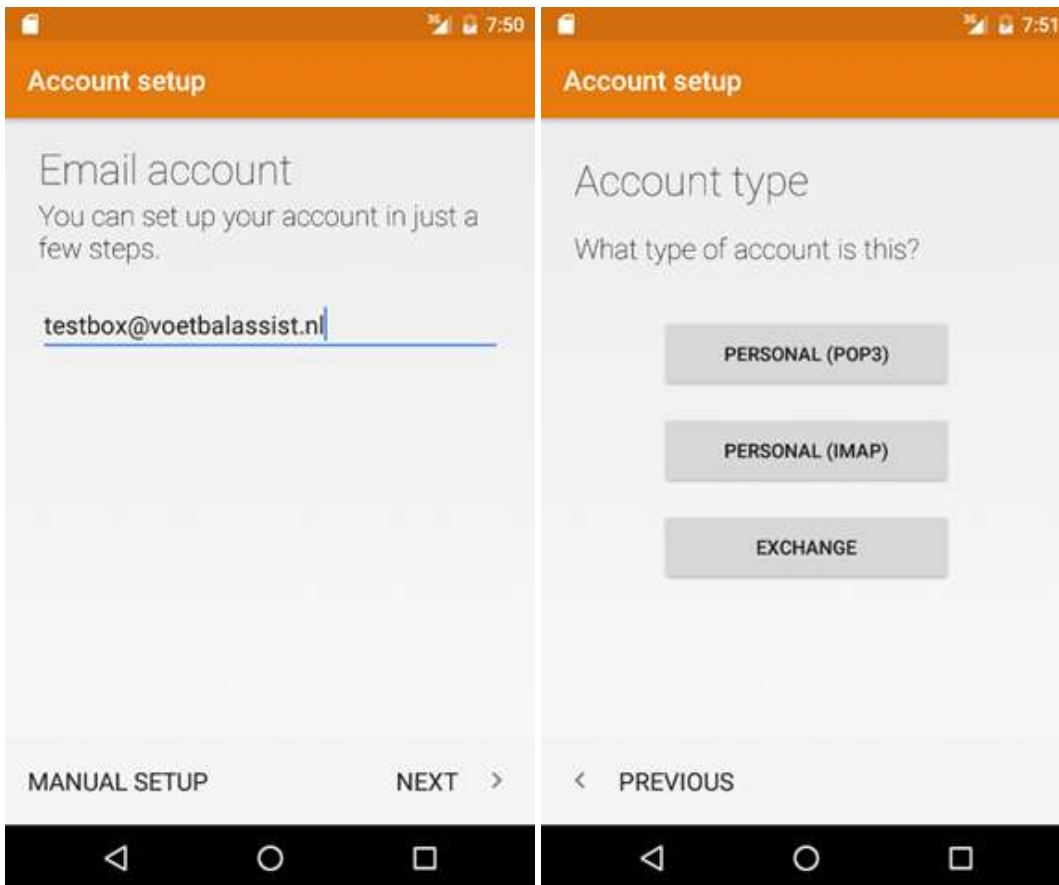 7:50
Account setup
Email account
You can set up your account in just a
few steps.
testbox@voetbalassist.nl
MANUAL SETUP
NEXT
7:51
Account setup
Account type
What type of account is this?
PERSONAL (POP3)
PERSONAL (IMAP)
EXCHANGE
PREVIOUS